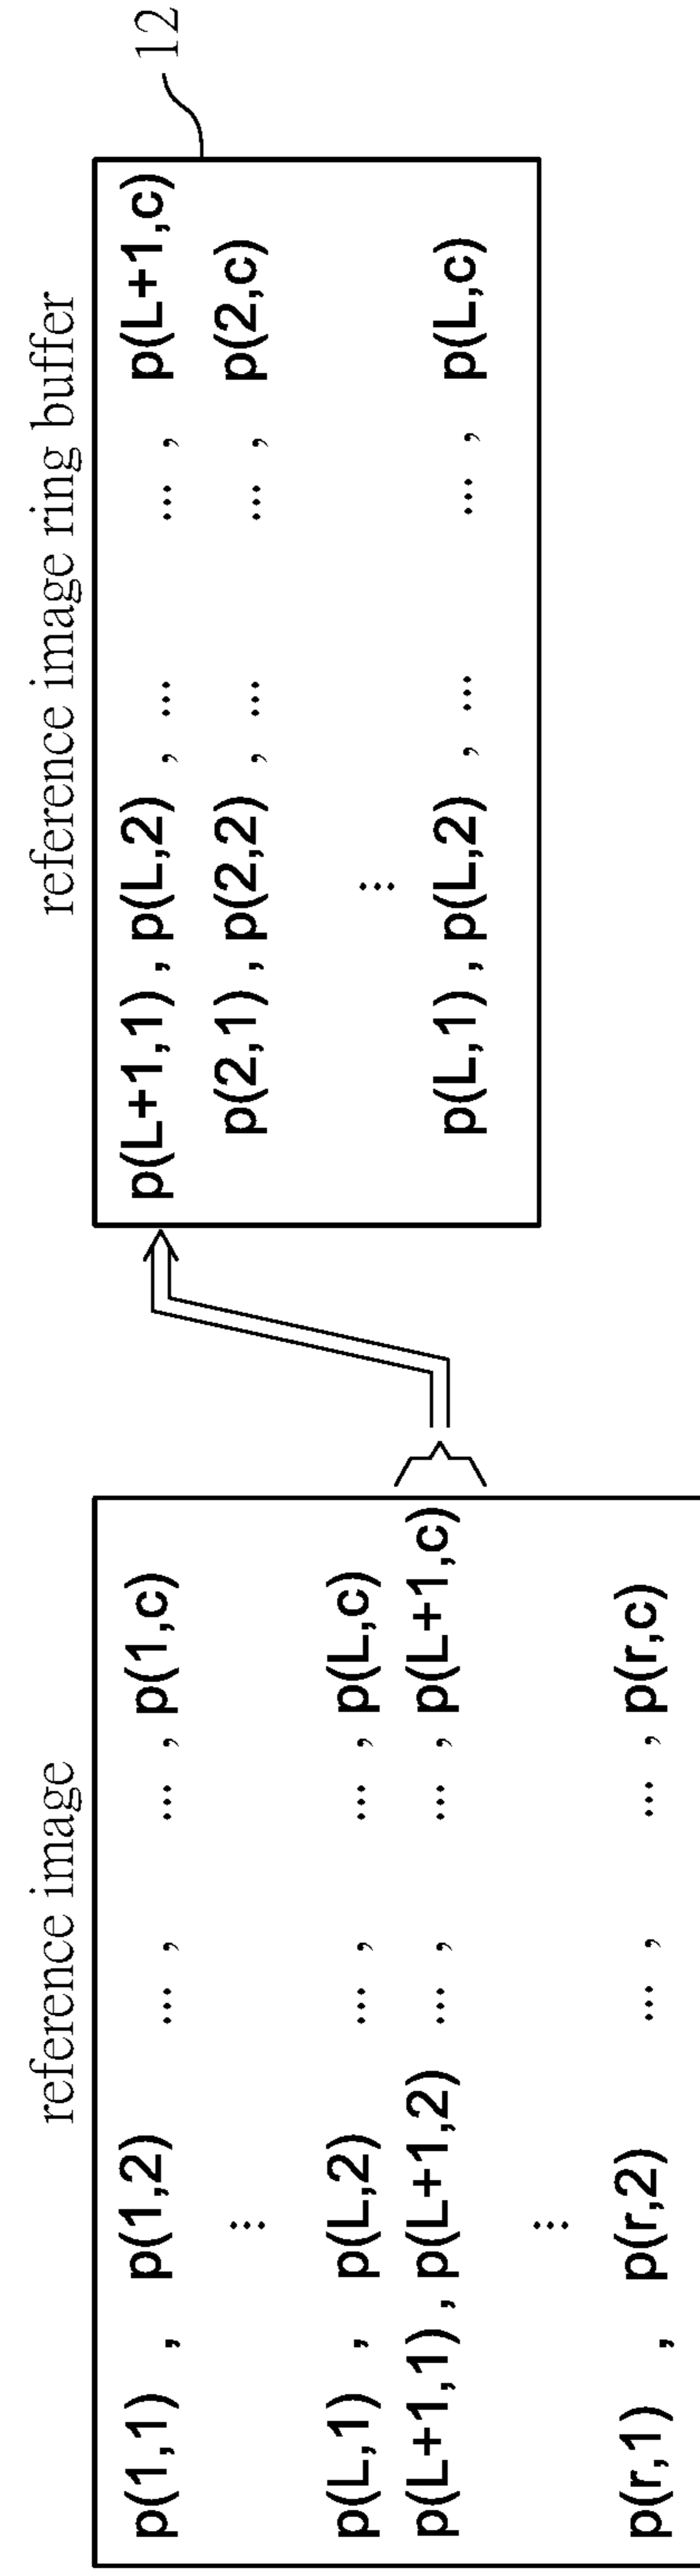 reference image
p(1,1) , p(1,2) ... , ... , p(1,c)
⋮
p(L,1) , p(L,2) ... , ... , p(L,c)
p(L+1,1) , p(L+1,2) ... , ... , p(L+1,c)
⋮
p(r,1) , p(r,2) ... , ... , p(r,c)
reference image ring buffer
p(L+1,1) , p(L,2) , ... ... , p(L+1,c)
p(2,1) , p(2,2) , ... ... , p(2,c)
⋮
p(L,1) , p(L,2) , ... ... , p(L,c)
12